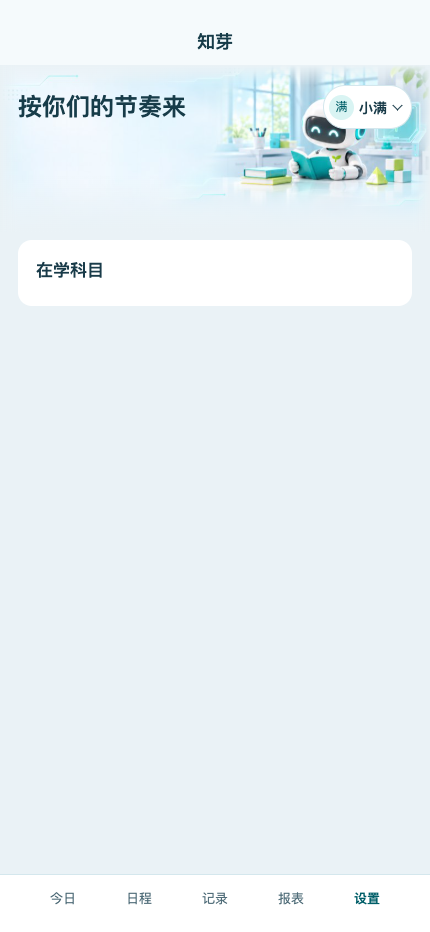 知芽
按你们的节奏来
满 小满
在学科目
今日 日程 记录 报表 设置